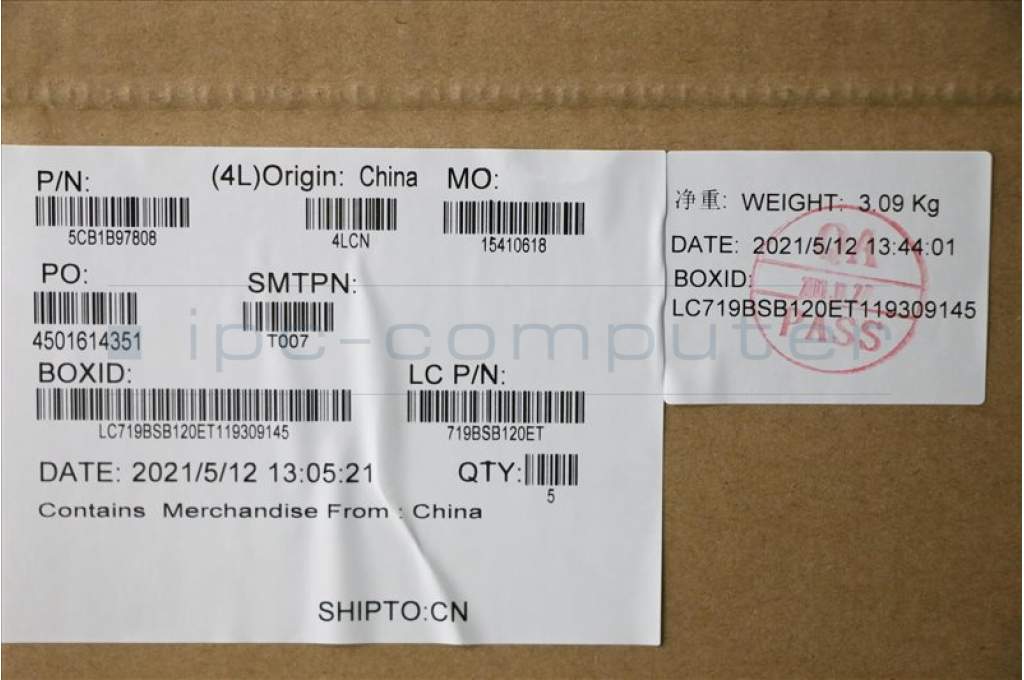 P/N:
5CB1B97808
(4L)Origin: China
4LCN
MO:
15410618
PO:
4501614351
SMTPN:
T007
BOXID:
LC719BSB120ET119309145
LC P/N:
719BSB120ET
DATE: 2021/5/12 13:05:21
QTY:
5
Contains Merchandise From : China
SHIPTO:CN
净重: WEIGHT: 3.09 Kg
DATE: 2021/5/12 13:44:01
BOXID:
LC719BSB120ET119309145
QA
PASS
ipc-computer